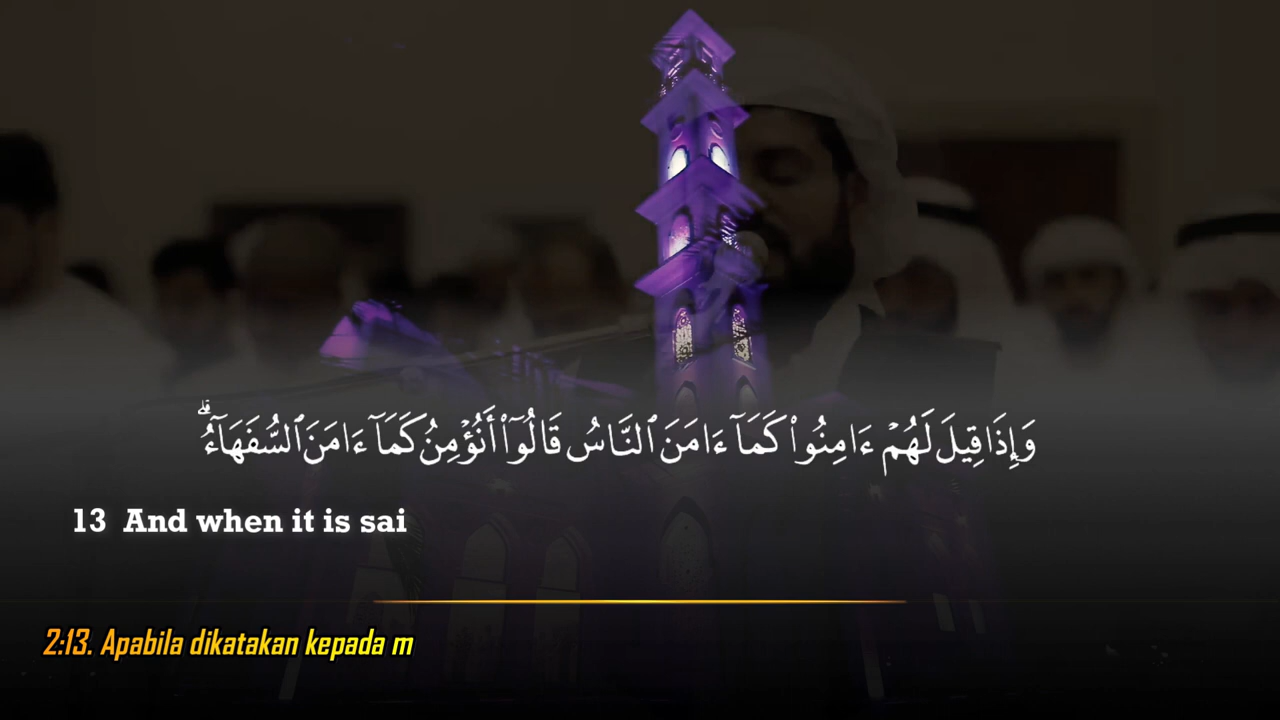 وَإِذَا قِيلَ لَهُمْ ءَامِنُوا۟ كَمَآ ءَامَنَ ٱلنَّاسُ قَالُوٓا۟ أَنُؤْمِنُ كَمَآ ءَامَنَ ٱلسُّفَهَآءُ ۗ
13 And when it is sai
2:13. Apabila dikatakan kepada m